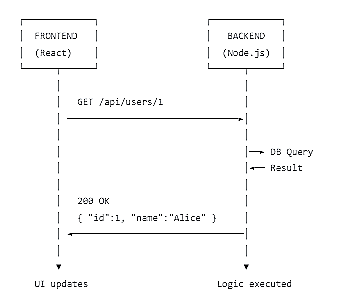 FRONTEND
(React)
BACKEND
(Node.js)
GET /api/users/1
DB Query
Result
200 OK
{ "id":1, "name":"Alice" }
UI updates
Logic executed